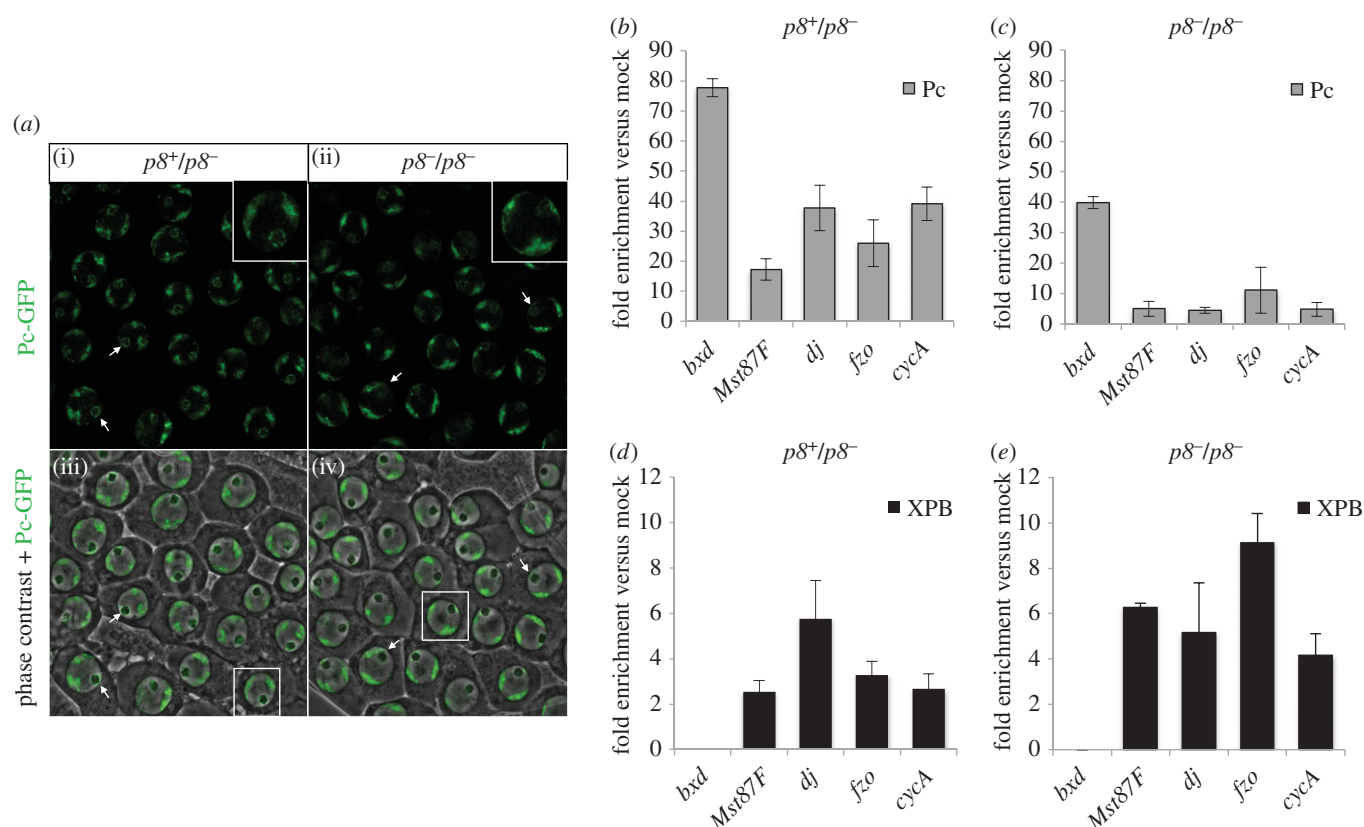 (a)
(i) p8⁺/p8⁻
(ii) p8⁻/p8⁻
Pc-GFP
(iii)
(iv)
phase contrast + Pc-GFP
(b) p8⁺/p8⁻
fold enrichment versus mock
90
80
70
60
50
40
30
20
10
0
Pc
bxd
Mst87F
dj
fzo
cycA
(c) p8⁻/p8⁻
fold enrichment versus mock
90
80
70
60
50
40
30
20
10
0
Pc
bxd
Mst87F
dj
fzo
cycA
(d) p8⁺/p8⁻
fold enrichment versus mock
12
10
8
6
4
2
0
XPB
bxd
Mst87F
dj
fzo
cycA
(e) p8⁻/p8⁻
fold enrichment versus mock
12
10
8
6
4
2
0
XPB
bxd
Mst87F
dj
fzo
cycA